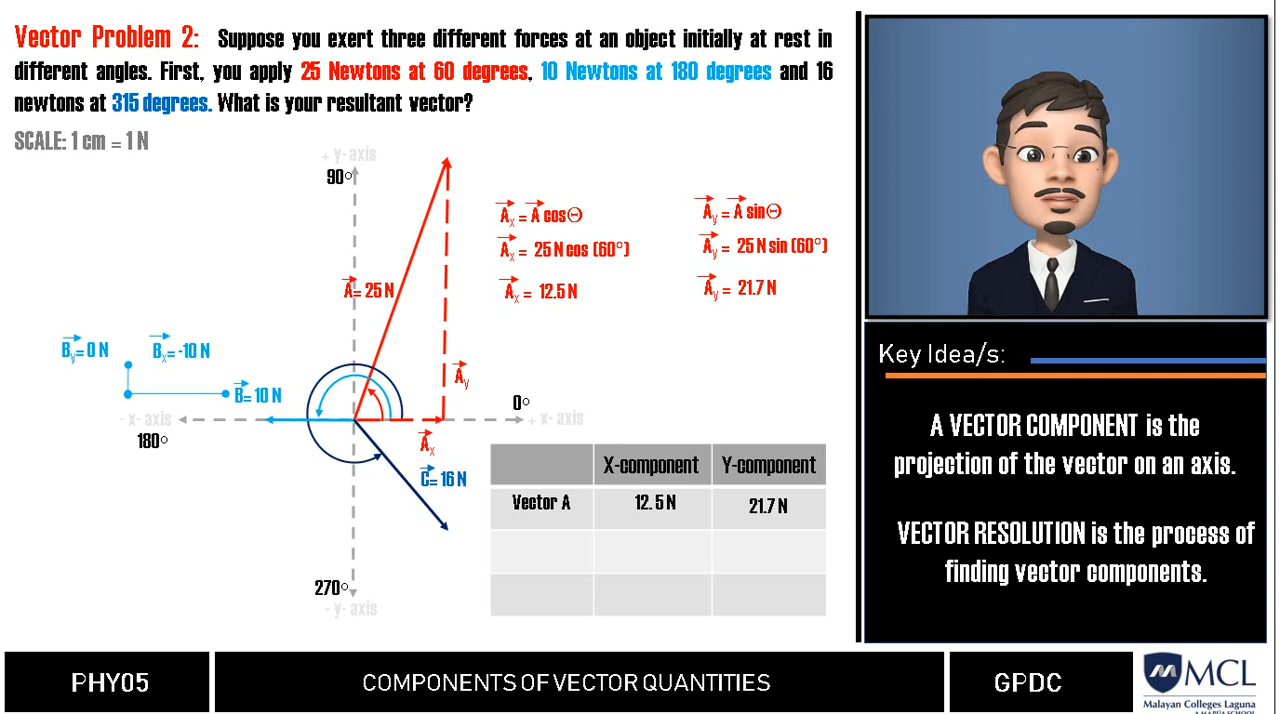 Vector Problem 2: Suppose you exert three different forces at an object initially at rest in
different angles. First, you apply 25 Newtons at 60 degrees, 10 Newtons at 180 degrees and 16
newtons at 315 degrees. What is your resultant vector?
SCALE: 1 cm = 1 N
+ y- axis
90°
Ax = A cosΘ
Ay = A sinΘ
Ax = 25 N cos (60°)
Ay = 25 N sin (60°)
A= 25 N
Ax = 12.5 N
Ay = 21.7 N
By= 0 N
Bx= -10 N
B= 10 N
Ay
0°
- x- axis
+ x- axis
180°
Ax
C= 16 N
X-component Y-component
Vector A 12.5 N 21.7 N
270°
- y- axis
Key Idea/s:
A VECTOR COMPONENT is the
projection of the vector on an axis.
VECTOR RESOLUTION is the process of
finding vector components.
PHY05
COMPONENTS OF VECTOR QUANTITIES
GPDC
MCL
Malayan Colleges Laguna
A MAPÚA SCHOOL